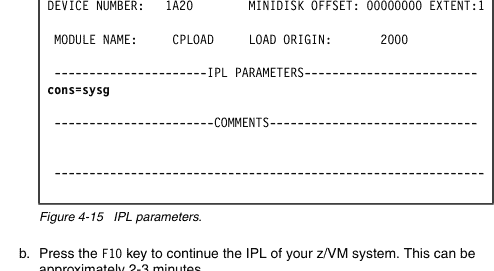 DEVICE NUMBER: 1A20 MINIDISK OFFSET: 00000000 EXTENT:1
MODULE NAME: CPLOAD LOAD ORIGIN: 2000
-----------------------IPL PARAMETERS--------------------------
cons=sysg
------------------------COMMENTS-------------------------------
-----------------------------------------------------------------
Figure 4-15 IPL parameters.
b. Press the F10 key to continue the IPL of your z/VM system. This can be
approximately 2-3 minutes.